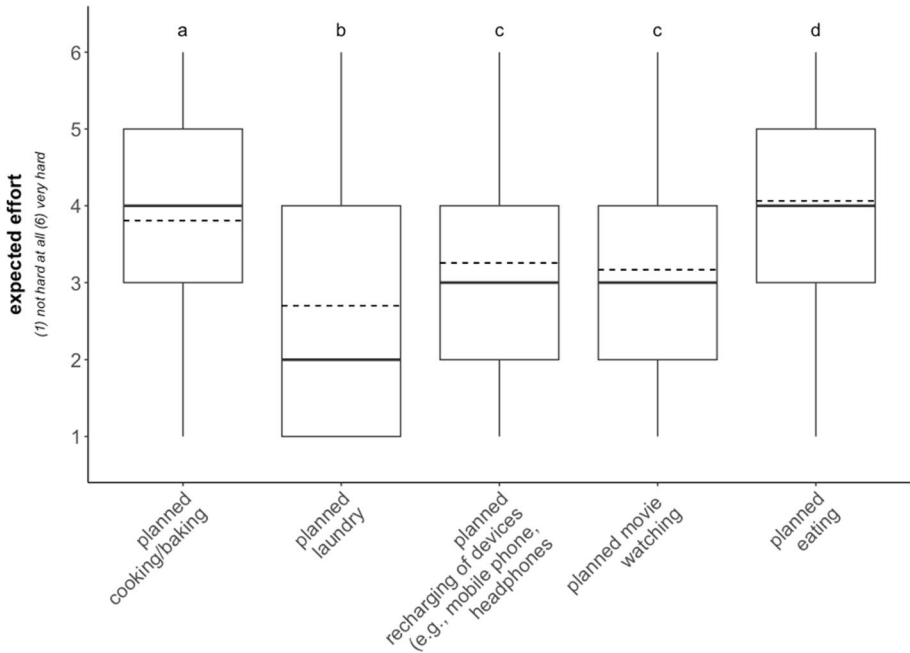 a
b
c
c
d
6
5
4
3
2
1
expected effort
(1) not hard at all (6) very hard
planned
cooking/baking
planned
laundry
planned
recharging of devices
(e.g., mobile phone,
headphones
planned movie
watching
planned
eating